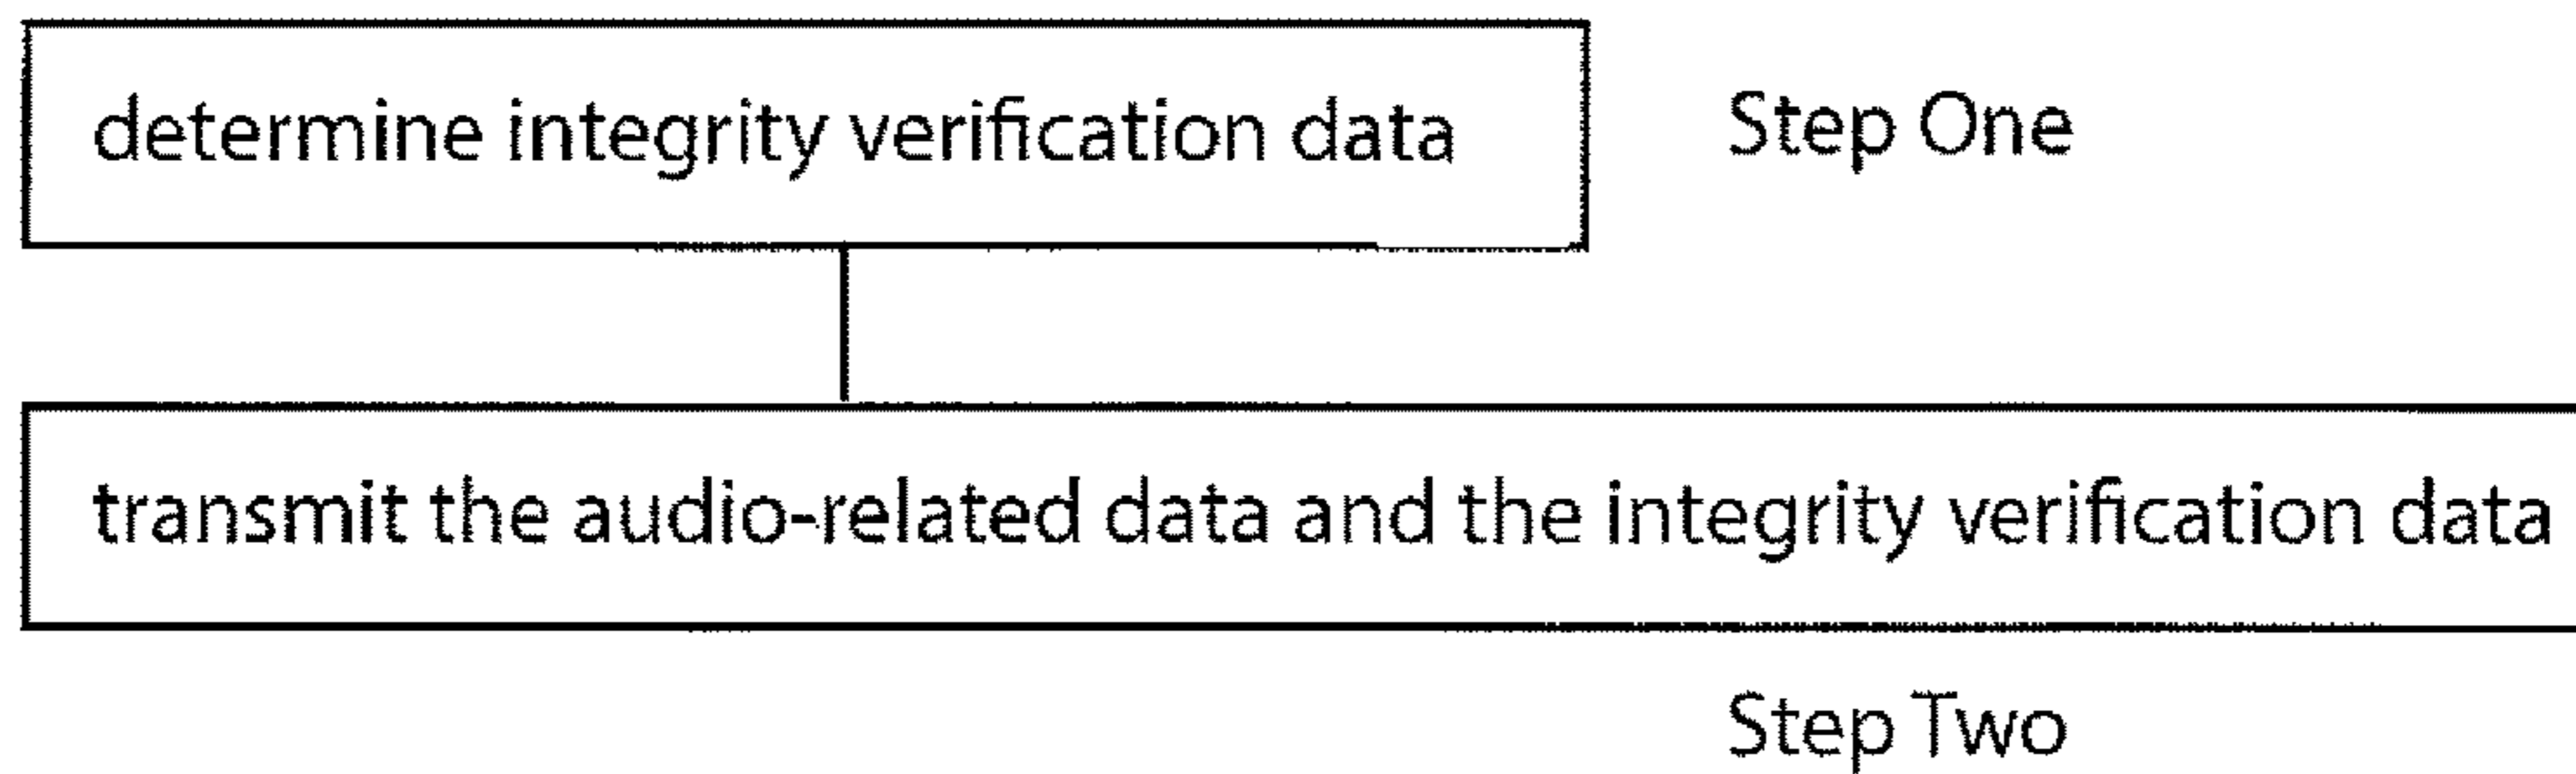 determine integrity verification data
Step One
transmit the audio-related data and the integrity verification data
Step Two